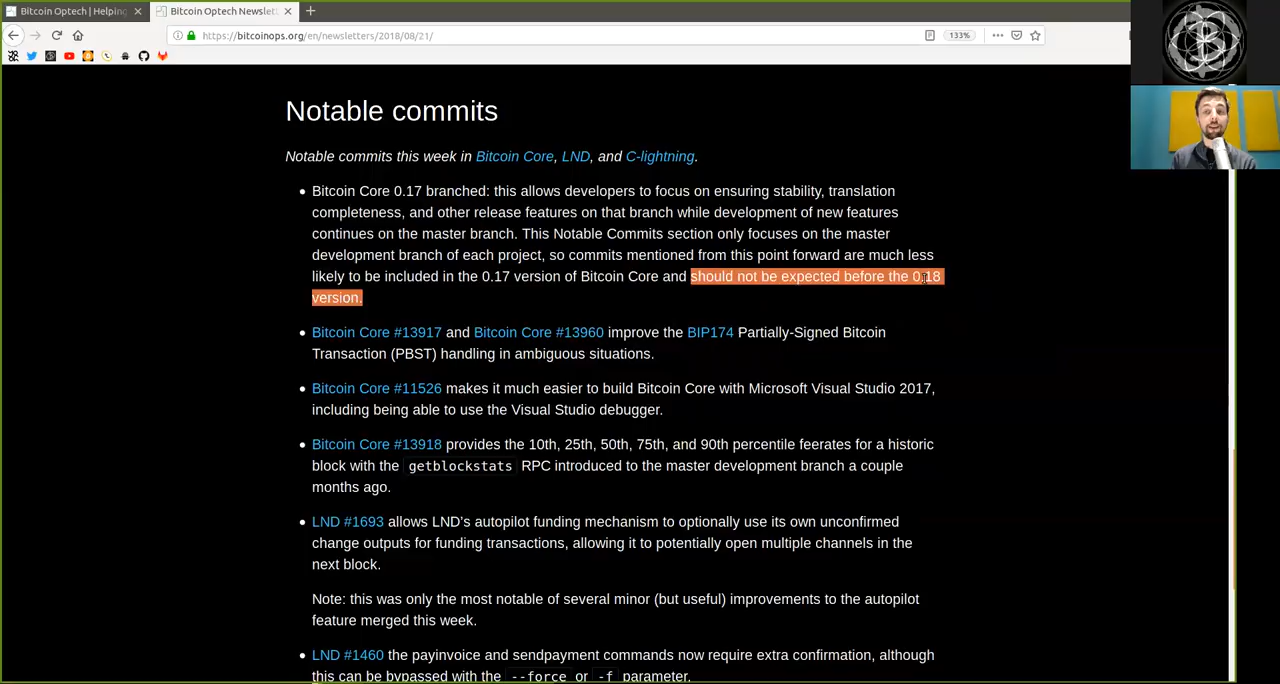 Bitcoin Optech | Helping
Bitcoin Optech Newslett
https://bitcoinops.org/en/newsletters/2018/08/21/
133%
Notable commits
Notable commits this week in Bitcoin Core, LND, and C-lightning.
Bitcoin Core 0.17 branched: this allows developers to focus on ensuring stability, translation
completeness, and other release features on that branch while development of new features
continues on the master branch. This Notable Commits section only focuses on the master
development branch of each project, so commits mentioned from this point forward are much less
likely to be included in the 0.17 version of Bitcoin Core and should not be expected before the 0.18
version.
Bitcoin Core #13917 and Bitcoin Core #13960 improve the BIP174 Partially-Signed Bitcoin
Transaction (PBST) handling in ambiguous situations.
Bitcoin Core #11526 makes it much easier to build Bitcoin Core with Microsoft Visual Studio 2017,
including being able to use the Visual Studio debugger.
Bitcoin Core #13918 provides the 10th, 25th, 50th, 75th, and 90th percentile feerates for a historic
block with the getblockstats RPC introduced to the master development branch a couple
months ago.
LND #1693 allows LND's autopilot funding mechanism to optionally use its own unconfirmed
change outputs for funding transactions, allowing it to potentially open multiple channels in the
next block.
Note: this was only the most notable of several minor (but useful) improvements to the autopilot
feature merged this week.
LND #1460 the payinvoice and sendpayment commands now require extra confirmation, although
this can be bypassed with the --force or -f parameter.